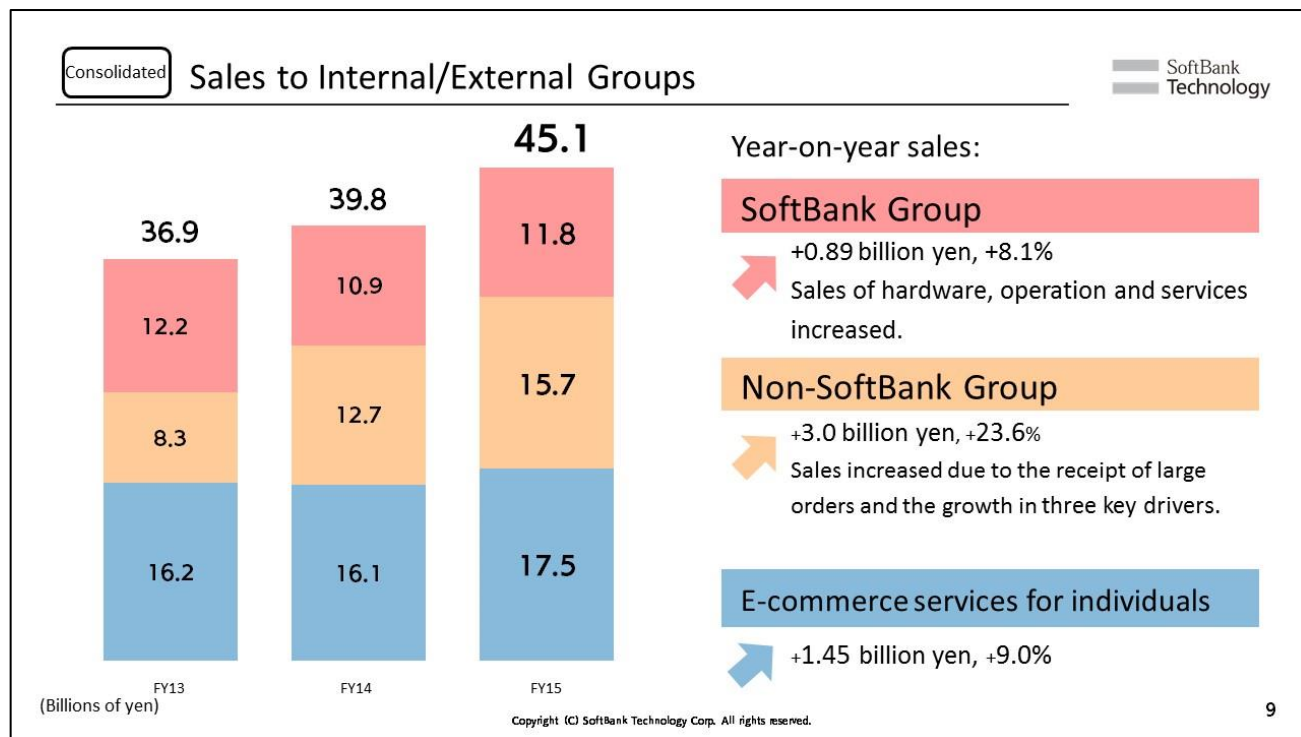 Consolidated
Sales to Internal/External Groups
SoftBank
Technology
36.9
12.2
8.3
16.2
FY13
39.8
10.9
12.7
16.1
FY14
45.1
11.8
15.7
17.5
FY15
(Billions of yen)
Year-on-year sales:
SoftBank Group
+0.89 billion yen, +8.1%
Sales of hardware, operation and services
increased.
Non-SoftBank Group
+3.0 billion yen, +23.6%
Sales increased due to the receipt of large
orders and the growth in three key drivers.
E-commerce services for individuals
+1.45 billion yen, +9.0%
Copyright (C) SoftBank Technology Corp. All rights reserved.
9